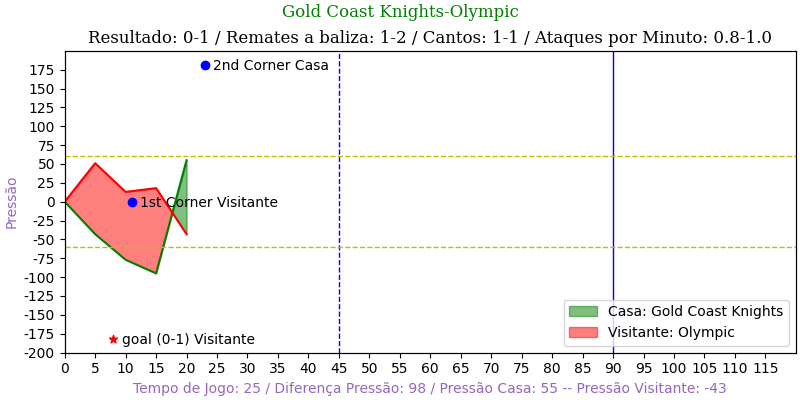 Gold Coast Knights-Olympic
Resultado: 0-1 / Remates a baliza: 1-2 / Cantos: 1-1 / Ataques por Minuto: 0.8-1.0
175
150
125
100
75
50
25
0
-25
-50
-75
-100
-125
-150
-175
-200
Pressão
2nd Corner Casa
1st Corner Visitante
goal (0-1) Visitante
Casa: Gold Coast Knights
Visitante: Olympic
0 5 10 15 20 25 30 35 40 45 50 55 60 65 70 75 80 85 90 95 100 105 110 115
Tempo de Jogo: 25 / Diferença Pressão: 98 / Pressão Casa: 55 -- Pressão Visitante: -43